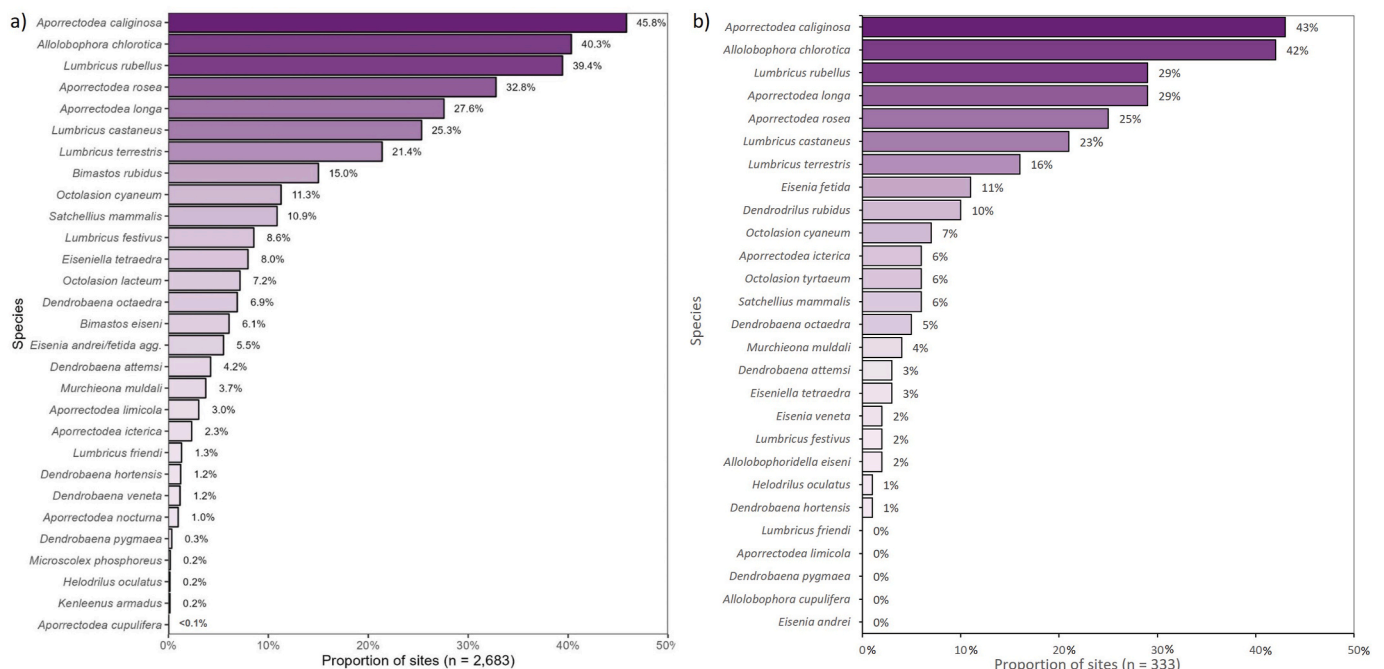 a)
Species
Aporrectodea caliginosa 45.8%
Allolobophora chlorotica 40.3%
Lumbricus rubellus 39.4%
Aporrectodea rosea 32.8%
Aporrectodea longa 27.6%
Lumbricus castaneus 25.3%
Lumbricus terrestris 21.4%
Bimastos rubidus 15.0%
Octolasion cyaneum 11.3%
Satchellius mammalis 10.9%
Lumbricus festivus 8.6%
Eiseniella tetraedra 8.0%
Octolasion lacteum 7.2%
Dendrobaena octaedra 6.9%
Bimastos eiseni 6.1%
Eisenia andrei/fetida agg. 5.5%
Dendrobaena attemsi 4.2%
Murchieona muldali 3.7%
Aporrectodea limicola 3.0%
Aporrectodea icterica 2.3%
Lumbricus friendi 1.3%
Dendrobaena hortensis 1.2%
Dendrobaena veneta 1.2%
Aporrectodea nocturna 1.0%
Dendrobaena pygmaea 0.3%
Microscolex phosphoreus 0.2%
Helodrilus oculatus 0.2%
Kenleenus armadus 0.2%
Aporrectodea cupulifera <0.1%
0% 10% 20% 30% 40% 50%
Proportion of sites (n = 2,683)
b)
Species
Aporrectodea caliginosa 43%
Allolobophora chlorotica 42%
Lumbricus rubellus 29%
Aporrectodea longa 29%
Aporrectodea rosea 25%
Lumbricus castaneus 23%
Lumbricus terrestris 16%
Eisenia fetida 11%
Dendrodrilus rubidus 10%
Octolasion cyaneum 7%
Aporrectodea icterica 6%
Octolasion tyrtaeum 6%
Satchellius mammalis 6%
Dendrobaena octaedra 5%
Murchieona muldali 4%
Dendrobaena attemsi 3%
Eiseniella tetraedra 3%
Eisenia veneta 2%
Lumbricus festivus 2%
Allolobophoridella eiseni 2%
Helodrilus oculatus 1%
Dendrobaena hortensis 1%
Lumbricus friendi 0%
Aporrectodea limicola 0%
Dendrobaena pygmaea 0%
Allolobophora cupulifera 0%
Eisenia andrei 0%
0% 10% 20% 30% 40% 50%
Proportion of sites (n = 333)